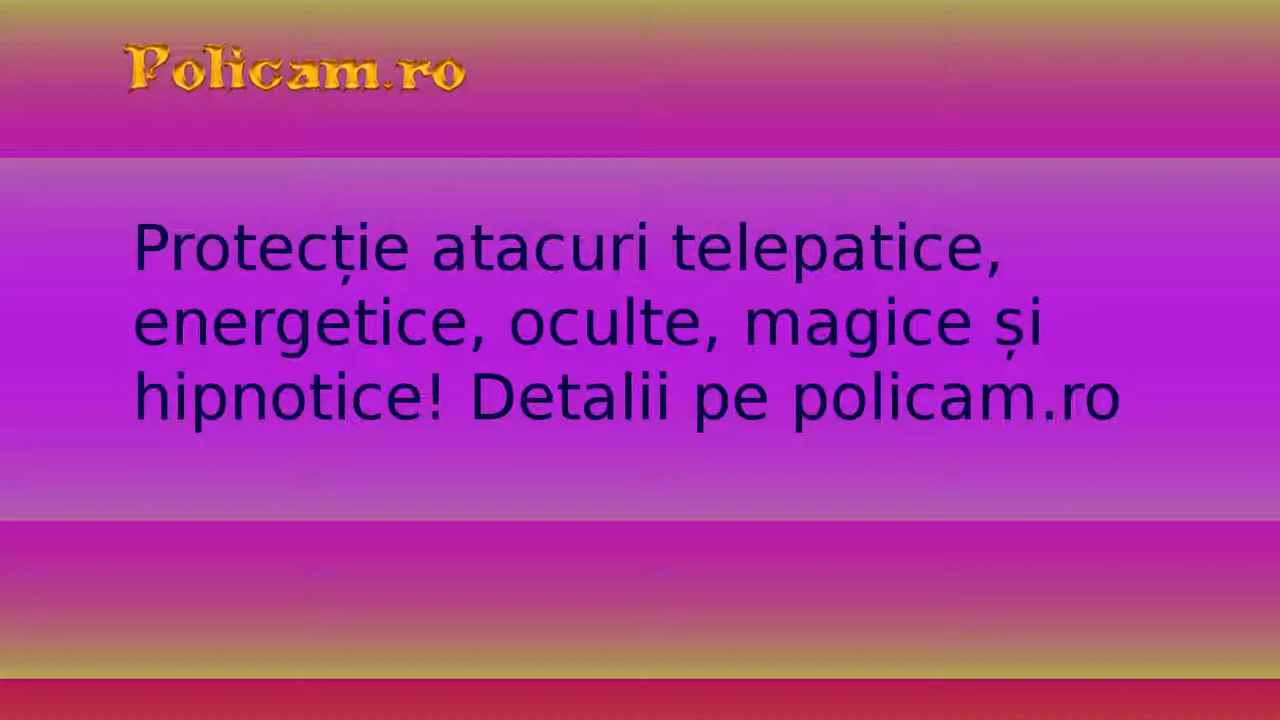 Policam.ro
Protecție atacuri telepatice,
energetice, oculte, magice și
hipnotice! Detalii pe policam.ro